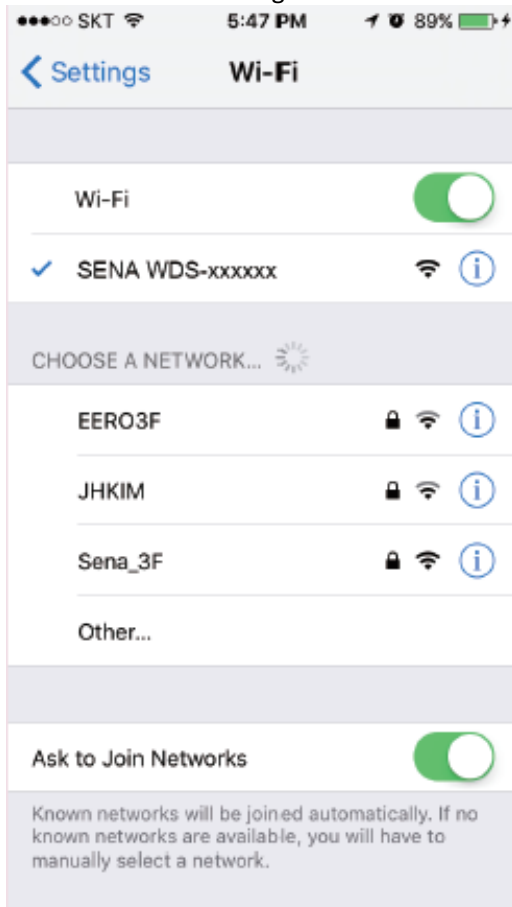 SKT 5:47 PM 89%
Settings Wi-Fi
Wi-Fi
SENA WDS-xxxxxx
CHOOSE A NETWORK...
EERO3F
JHKIM
Sena_3F
Other...
Ask to Join Networks
Known networks will be joined automatically. If no
known networks are available, you will have to
manually select a network.